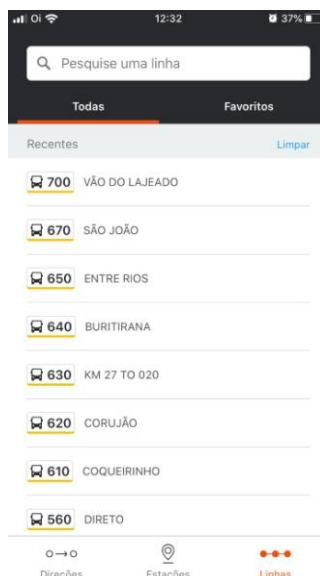 Oi 12:32 37%
Pesquise uma linha
Todas Favoritos
Recentes Limpar
700 VÃO DO LAJEADO
670 SÃO JOÃO
650 ENTRE RIOS
640 BURITIRANA
630 KM 27 TO 020
620 CORUJÃO
610 COQUEIRINHO
560 DIRETO
Direções Estações Linhas